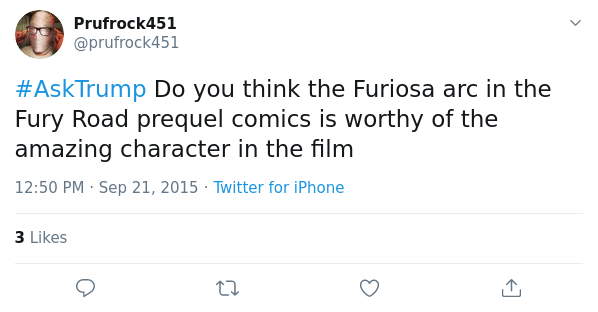 Prufrock451
@prufrock451
#AskTrump Do you think the Furiosa arc in the
Fury Road prequel comics is worthy of the
amazing character in the film
12:50 PM · Sep 21, 2015 · Twitter for iPhone
3 Likes